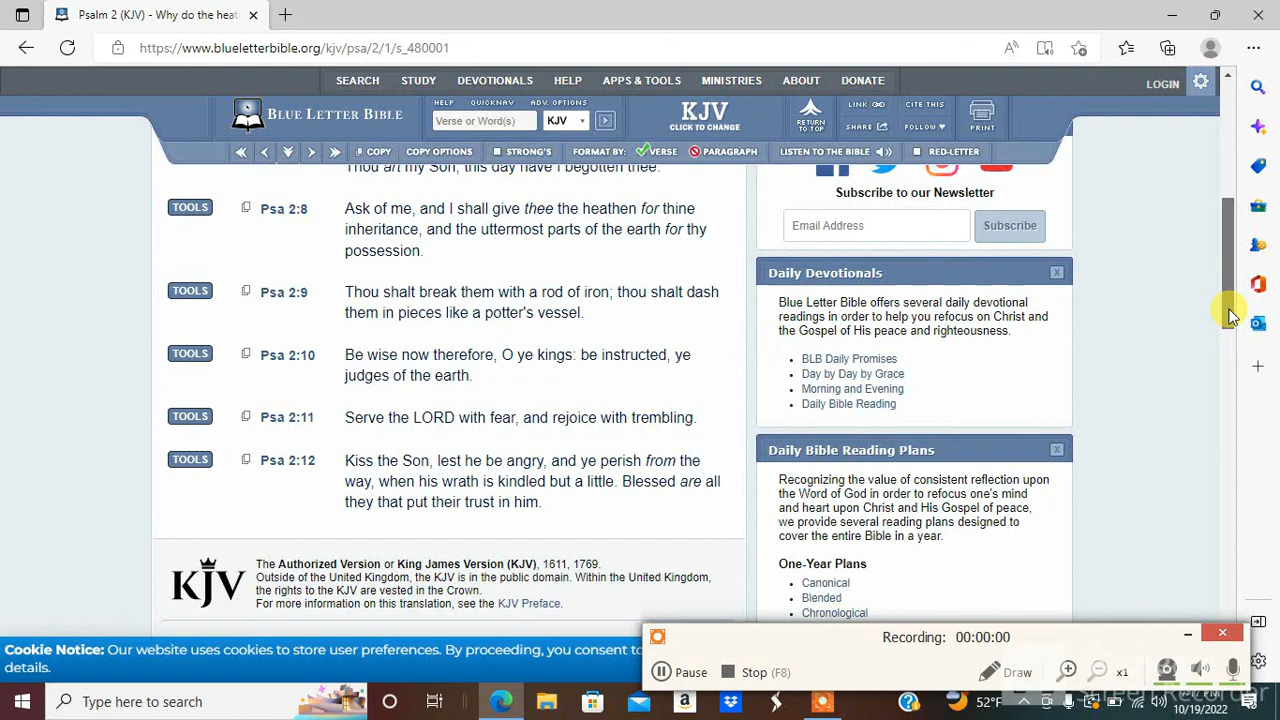 Psalm 2 (KJV) - Why do the heat
https://www.blueletterbible.org/kjv/psa/2/1/s_480001
SEARCH STUDY DEVOTIONALS HELP APPS & TOOLS MINISTRIES ABOUT DONATE
LOGIN
BLUE LETTER BIBLE
HELP QUICKNAV ADV. OPTIONS
Verse or Word(s) KJV
KJV
CLICK TO CHANGE
RETURN
TO TOP
LINK
SHARE
CITE THIS
FOLLOW
PRINT
COPY COPY OPTIONS STRONG'S FORMAT BY: VERSE PARAGRAPH LISTEN TO THE BIBLE RED-LETTER
Thou art my Son; this day have I begotten thee.
TOOLS Psa 2:8 Ask of me, and I shall give thee the heathen for thine
inheritance, and the uttermost parts of the earth for thy
possession.
TOOLS Psa 2:9 Thou shalt break them with a rod of iron; thou shalt dash
them in pieces like a potter's vessel.
TOOLS Psa 2:10 Be wise now therefore, O ye kings: be instructed, ye
judges of the earth.
TOOLS Psa 2:11 Serve the LORD with fear, and rejoice with trembling.
TOOLS Psa 2:12 Kiss the Son, lest he be angry, and ye perish from the
way, when his wrath is kindled but a little. Blessed are all
they that put their trust in him.
KJV
The Authorized Version or King James Version (KJV), 1611, 1769.
Outside of the United Kingdom, the KJV is in the public domain. Within the United Kingdom,
the rights to the KJV are vested in the Crown.
For more information on this translation, see the KJV Preface.
Subscribe to our Newsletter
Email Address Subscribe
Daily Devotionals x
Blue Letter Bible offers several daily devotional
readings in order to help you refocus on Christ and
the Gospel of His peace and righteousness.
BLB Daily Promises
Day by Day by Grace
Morning and Evening
Daily Bible Reading
Daily Bible Reading Plans x
Recognizing the value of consistent reflection upon
the Word of God in order to refocus one's mind
and heart upon Christ and His Gospel of peace,
we provide several reading plans designed to
cover the entire Bible in a year.
One-Year Plans
Canonical
Blended
Chronological
Cookie Notice: Our website uses cookies to store user preferences. By proceeding, you consent to
details.
Recording: 00:00:00
Pause Stop (F8) Draw x1
Type here to search
52°F
10/19/2022
Screen Recorder